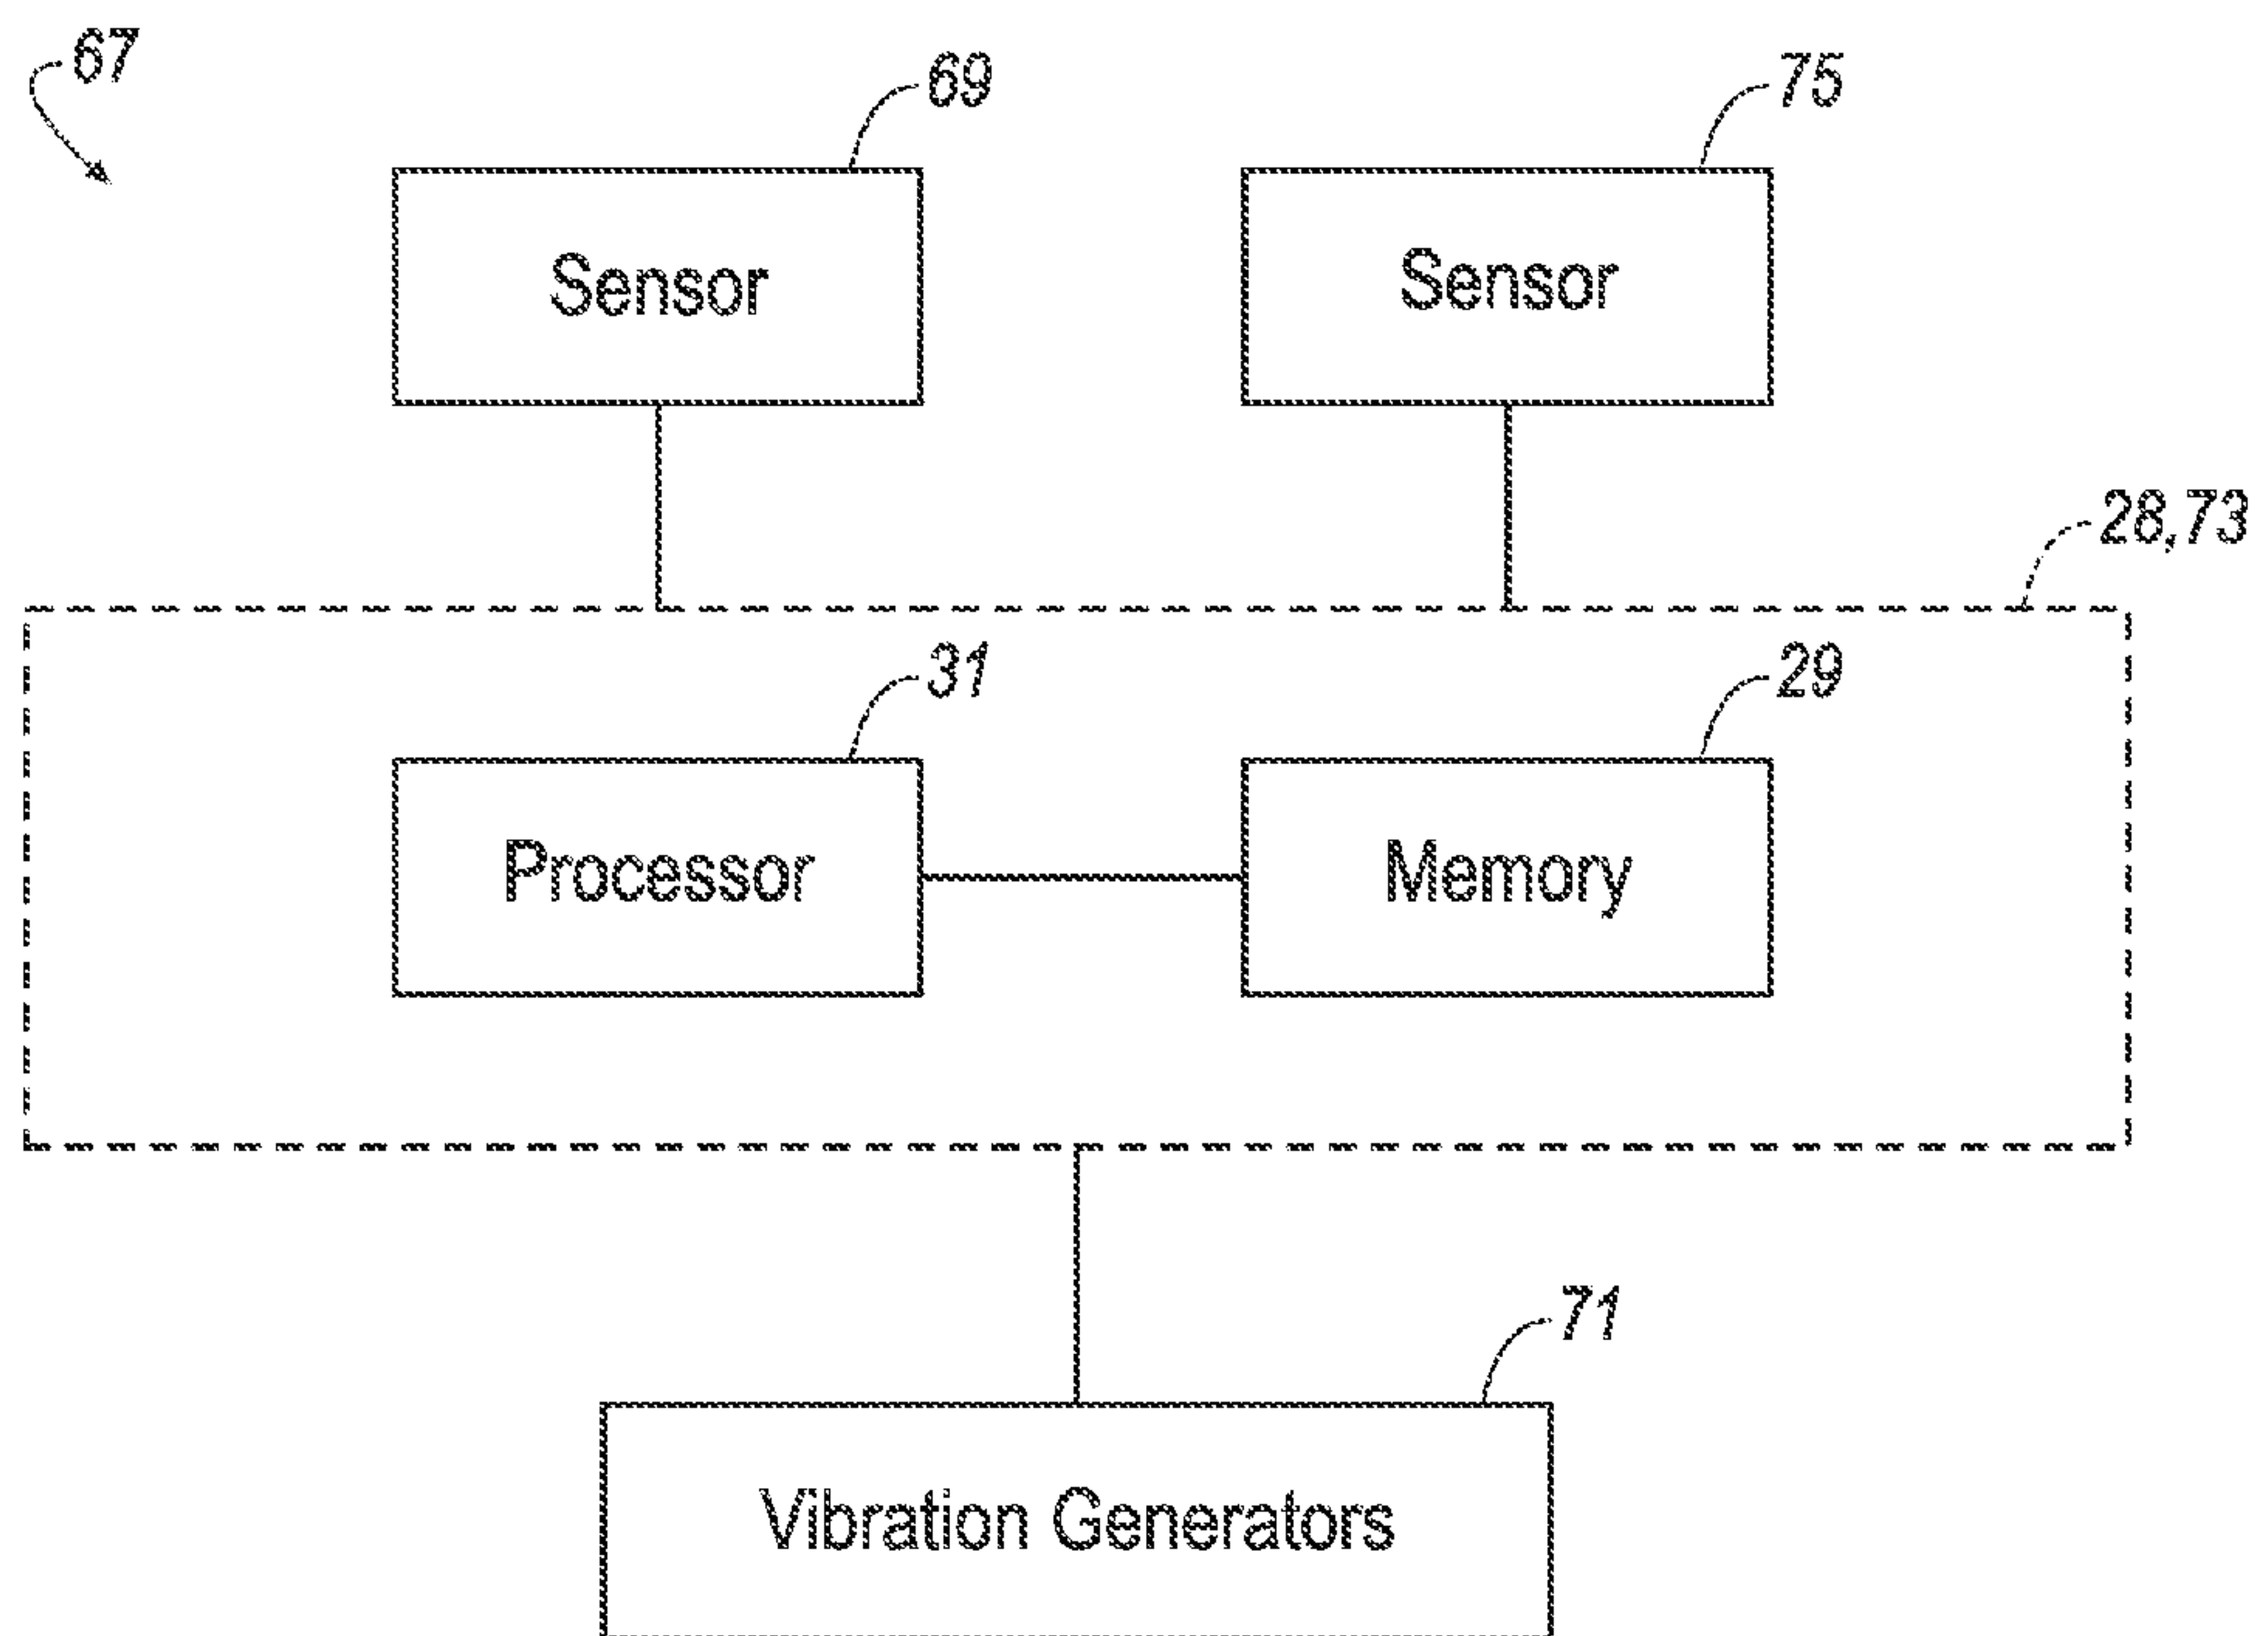 67
69
75
Sensor
Sensor
28,73
31
29
Processor
Memory
71
Vibration Generators